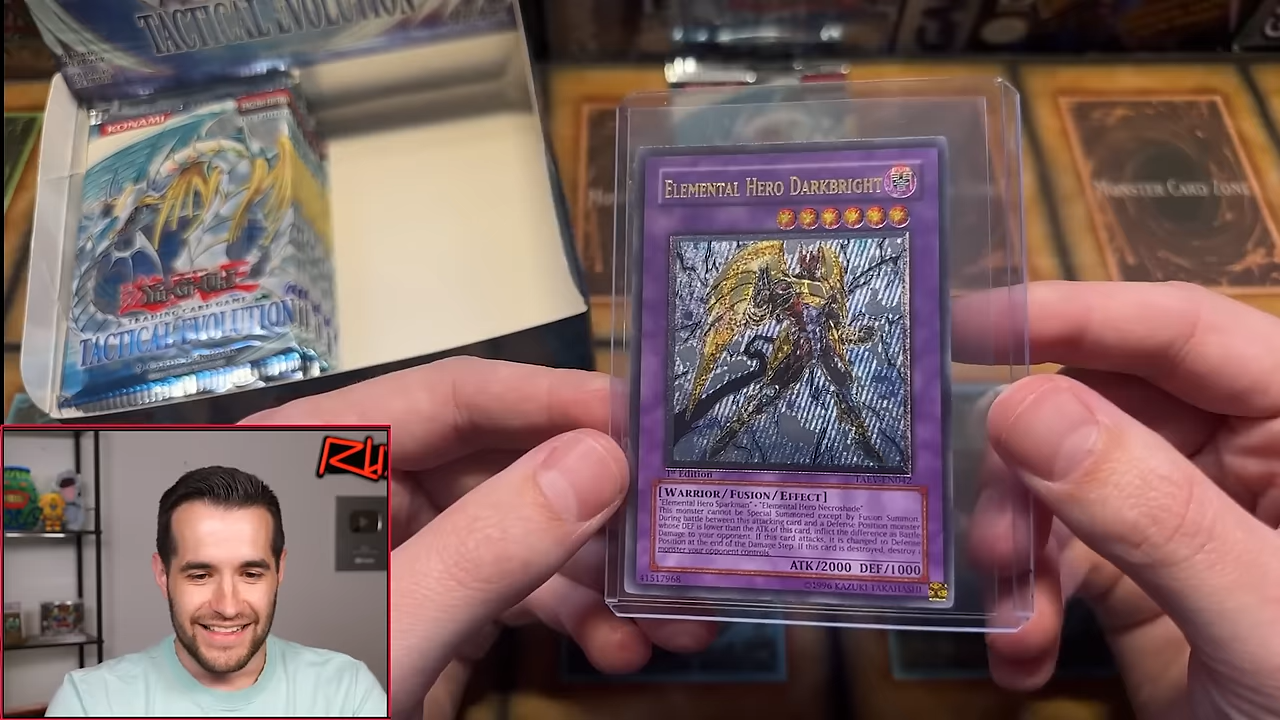 TACTICAL EVOLUTION
KONAMI
YU-GI-OH!
TRADING CARD GAME
TACTICAL EVOLUTION
ELEMENTAL HERO DARKBRIGHT
闇
1st Edition
TAEV-EN042
[WARRIOR/FUSION/EFFECT]
"Elemental Hero Sparkman" + "Elemental Hero Necroshade"
This monster cannot be Special Summoned except by Fusion Summon.
During battle between this attacking card and a Defense Position monster
whose DEF is lower than the ATK of this card, inflict the difference as Battle
Damage to your opponent. If this card attacks, it is changed to Defense
Position at the end of the Damage Step. If this card is destroyed, destroy 1
monster your opponent controls.
ATK/2000 DEF/1000
41517968
©1996 KAZUKI TAKAHASHI
MONSTER CARD ZONE